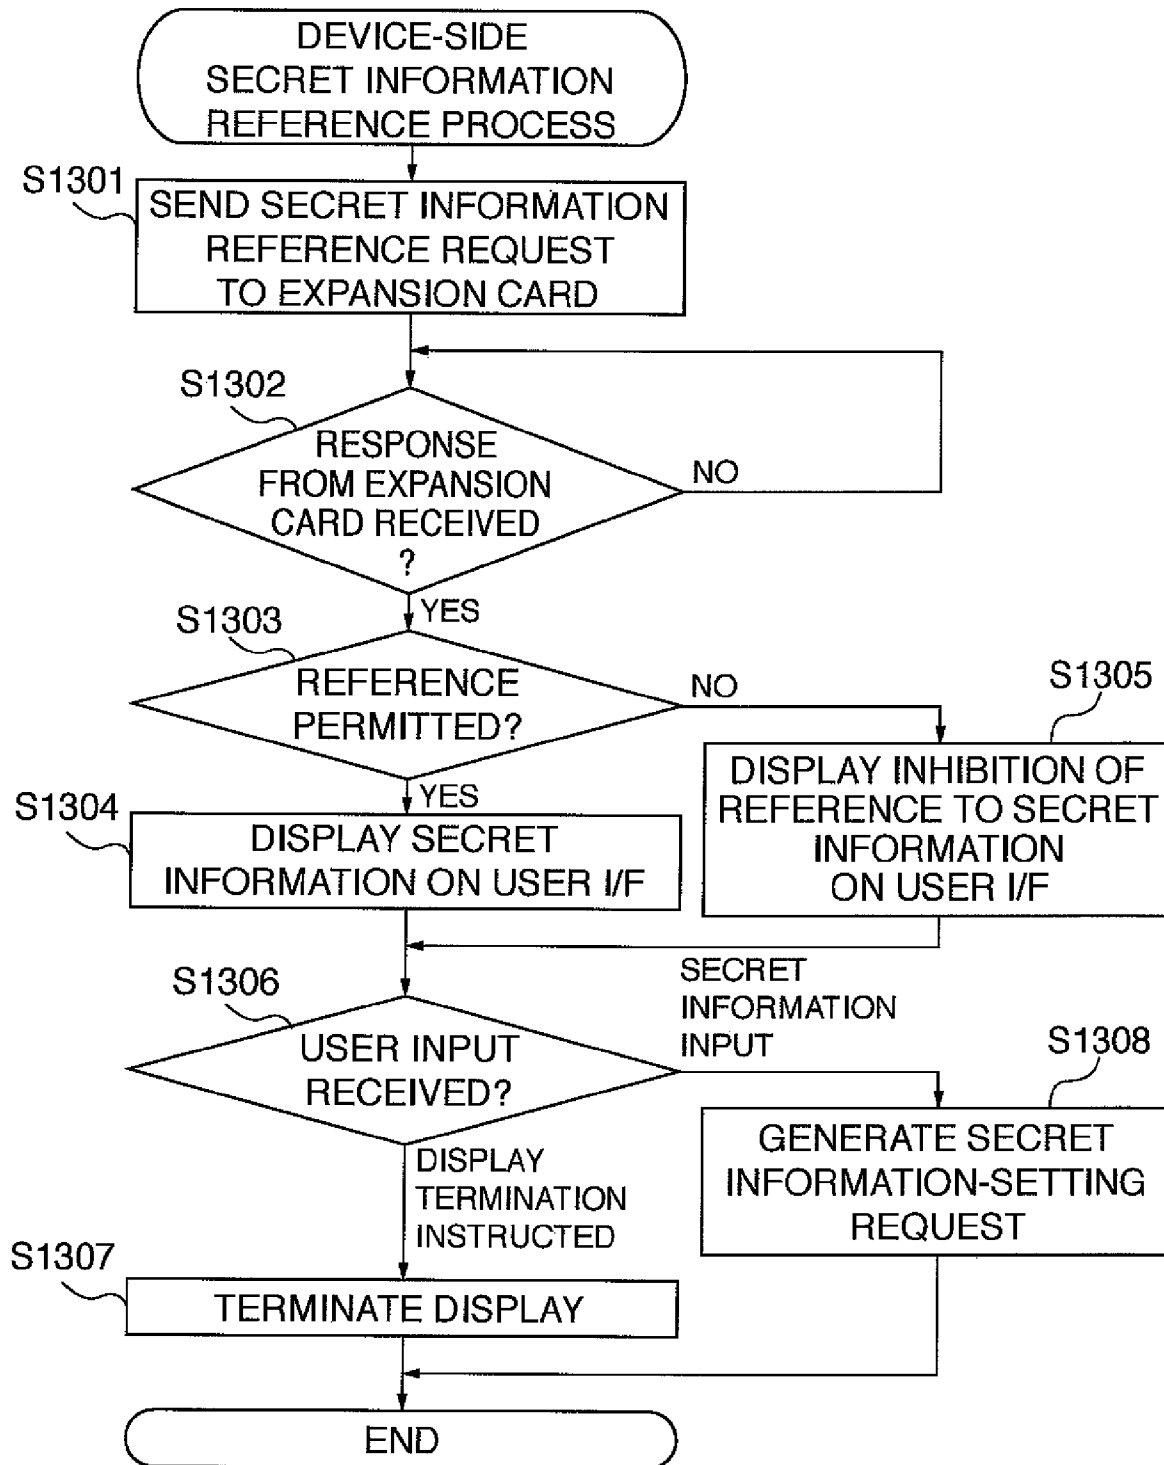 DEVICE-SIDE
SECRET INFORMATION
REFERENCE PROCESS
S1301
SEND SECRET INFORMATION
REFERENCE REQUEST
TO EXPANSION CARD
S1302
RESPONSE
FROM EXPANSION
CARD RECEIVED
?
NO
YES
S1303
REFERENCE
PERMITTED?
NO
YES
S1305
DISPLAY INHIBITION OF
REFERENCE TO SECRET
INFORMATION
ON USER I/F
S1304
DISPLAY SECRET
INFORMATION ON USER I/F
S1306
USER INPUT
RECEIVED?
SECRET
INFORMATION
INPUT
S1308
GENERATE SECRET
INFORMATION-SETTING
REQUEST
DISPLAY
TERMINATION
INSTRUCTED
S1307
TERMINATE DISPLAY
END